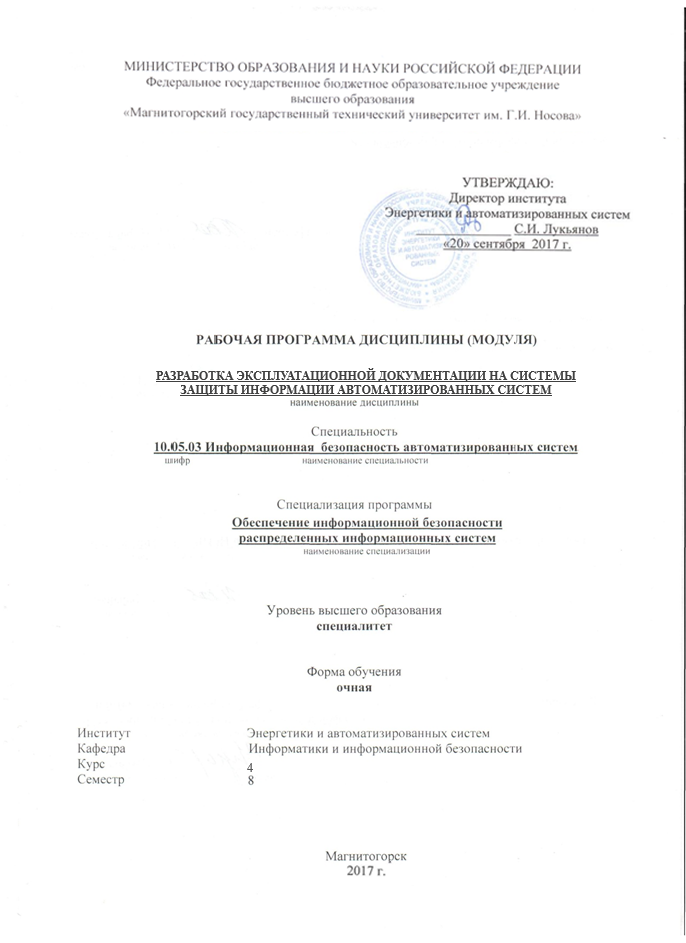 МИНИСТЕРСТВО ОБРАЗОВАНИЯ И НАУКИ РОССИЙСКОЙ ФЕДЕРАЦИИ
Федеральное государственное бюджетное образовательное учреждение
высшего образования
«Магнитогорский государственный технический университет им. Г.И. Носова»
УТВЕРЖДАЮ:
Директор института
Энергетики и автоматизированных систем
С.И. Лукьянов
«20» сентября 2017 г.
РАБОЧАЯ ПРОГРАММА ДИСЦИПЛИНЫ (МОДУЛЯ)
РАЗРАБОТКА ЭКСПЛУАТАЦИОННОЙ ДОКУМЕНТАЦИИ НА СИСТЕМЫ
ЗАЩИТЫ ИНФОРМАЦИИ АВТОМАТИЗИРОВАННЫХ СИСТЕМ
наименование дисциплины
Специальность
10.05.03 Информационная безопасность автоматизированных систем
шифр наименование специальности
Специализация программы
Обеспечение информационной безопасности
распределенных информационных систем
наименование специализации
Уровень высшего образования
специалитет
Форма обучения
очная
Институт Энергетики и автоматизированных систем
Кафедра Информатики и информационной безопасности
Курс 4
Семестр 8
Магнитогорск
2017 г.